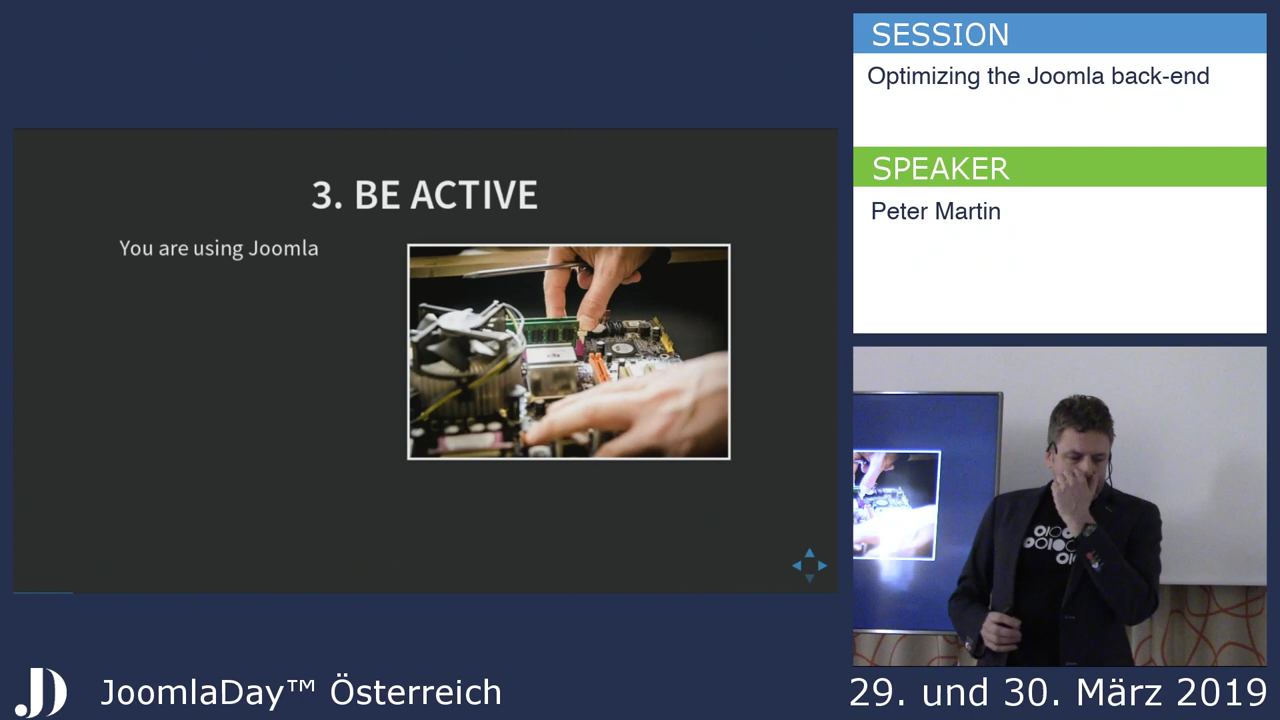 SESSION
Optimizing the Joomla back-end
SPEAKER
Peter Martin
3. BE ACTIVE
You are using Joomla
JoomlaDay™ Österreich
29. und 30. März 2019